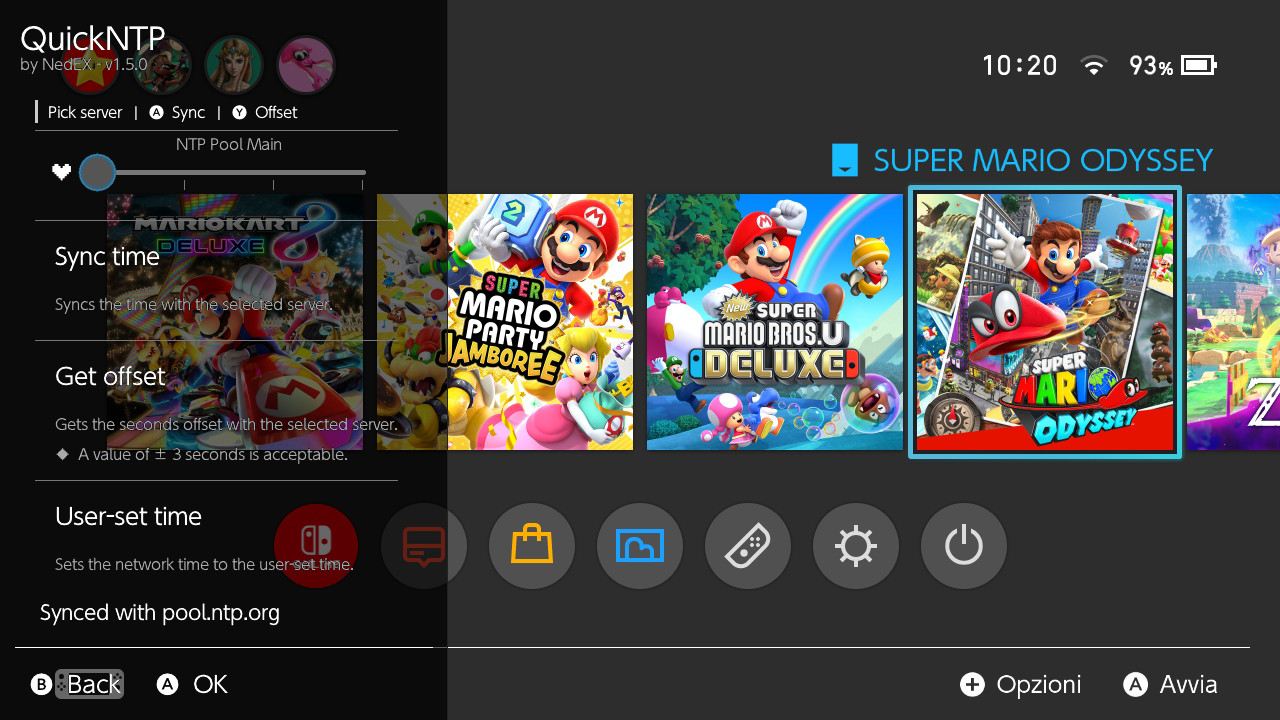 QuickNTP
by NedEX - v1.5.0
10:20
93%
Pick server | A Sync | Y Offset
NTP Pool Main
SUPER MARIO ODYSSEY
MARIOKART 8
DELUXE
2
SUPER
MARIO
PARTY
JAMBOREE
New SUPER
MARIO BROS. U
DELUXE
SUPER
MARIO
ODYSSEY
Sync time
Syncs the time with the selected server.
Get offset
Gets the seconds offset with the selected server.
◆ A value of ± 3 seconds is acceptable.
User-set time
Sets the network time to the user-set time.
Synced with pool.ntp.org
B Back A OK
+ Opzioni A Avvia